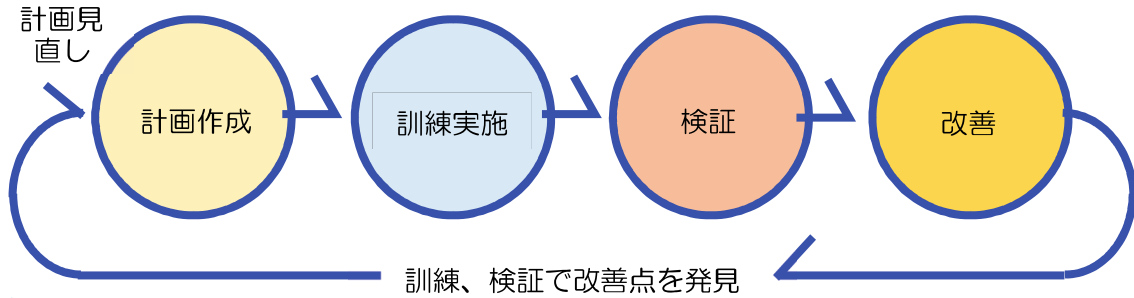 計画見
直し
計画作成
訓練実施
検証
改善
訓練、検証で改善点を発見